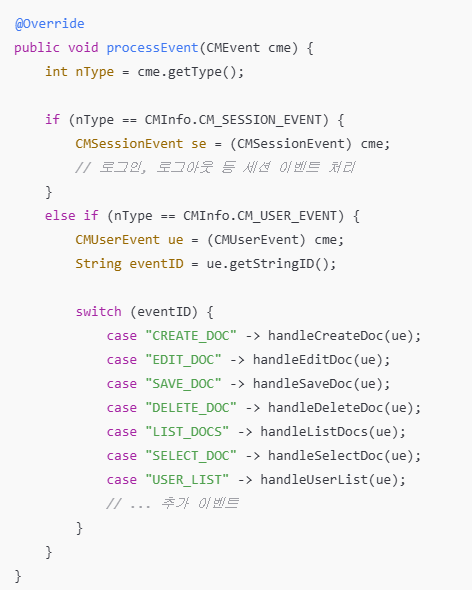 @Override
public void processEvent(CMEvent cme) {
    int nType = cme.getType();

    if (nType == CMInfo.CM_SESSION_EVENT) {
        CMSessionEvent se = (CMSessionEvent) cme;
        // 로그인, 로그아웃 등 세션 이벤트 처리
    }
    else if (nType == CMInfo.CM_USER_EVENT) {
        CMUserEvent ue = (CMUserEvent) cme;
        String eventID = ue.getStringID();

        switch (eventID) {
            case "CREATE_DOC" -> handleCreateDoc(ue);
            case "EDIT_DOC" -> handleEditDoc(ue);
            case "SAVE_DOC" -> handleSaveDoc(ue);
            case "DELETE_DOC" -> handleDeleteDoc(ue);
            case "LIST_DOCS" -> handleListDocs(ue);
            case "SELECT_DOC" -> handleSelectDoc(ue);
            case "USER_LIST" -> handleUserList(ue);
            // ... 추가 이벤트
        }
    }
}